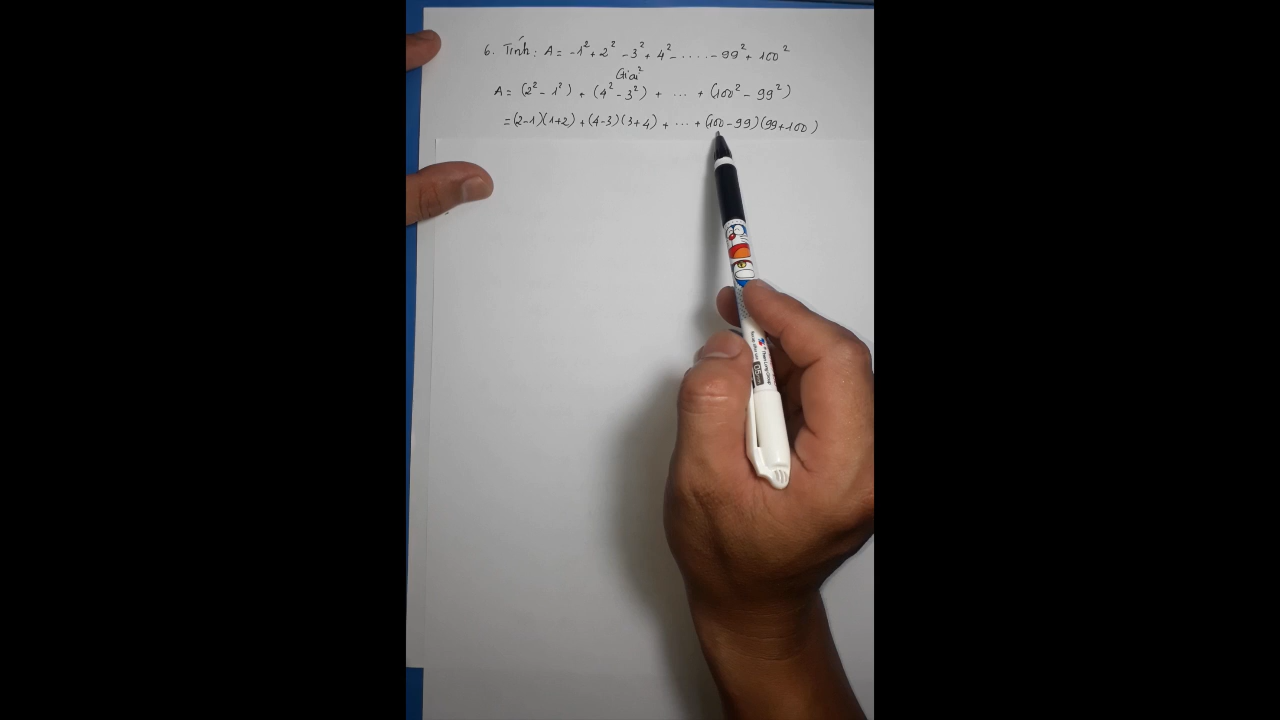 6. Tính: A = -1² + 2² - 3² + 4² - ..... - 99² + 100²
Giải
A = (2² - 1²) + (4² - 3²) + ... + (100² - 99²)
= (2-1)(1+2) + (4-3)(3+4) + ... + (100-99)(99+100)